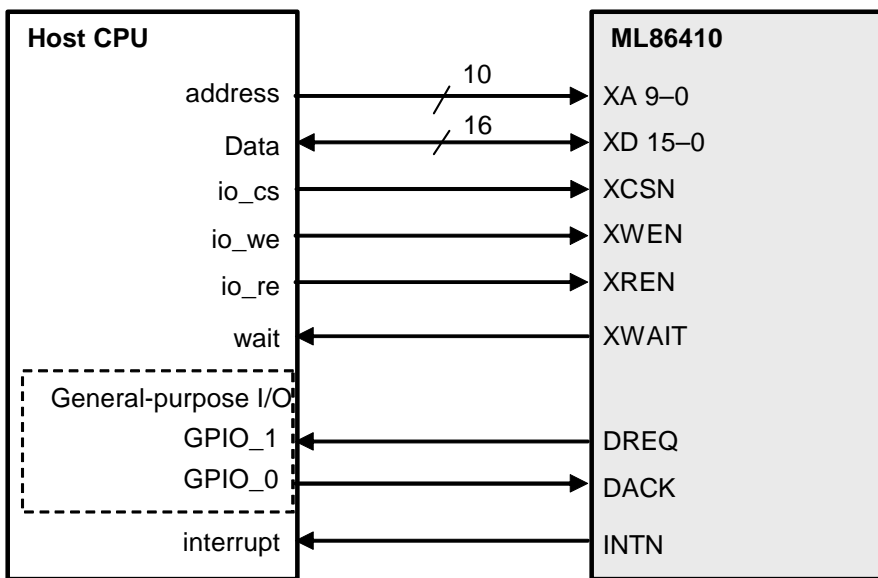 Host CPU
ML86410
address
10
XA 9–0
Data
16
XD 15–0
io_cs
XCSN
io_we
XWEN
io_re
XREN
wait
XWAIT
General-purpose I/O
GPIO_1
DREQ
GPIO_0
DACK
interrupt
INTN